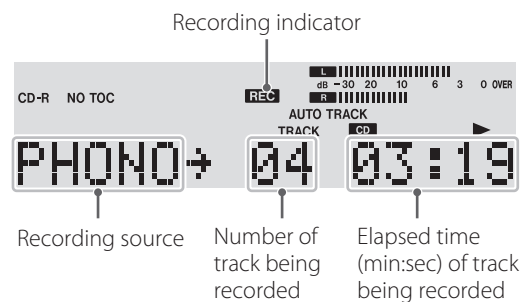 Recording indicator
L
dB -30 20 10 6 3 0 OVER
CD-R NO TOC REC R
AUTO TRACK
TRACK CD
PHONO→ 04 03:19
Recording source
Number of
track being
recorded
Elapsed time
(min:sec) of track
being recorded